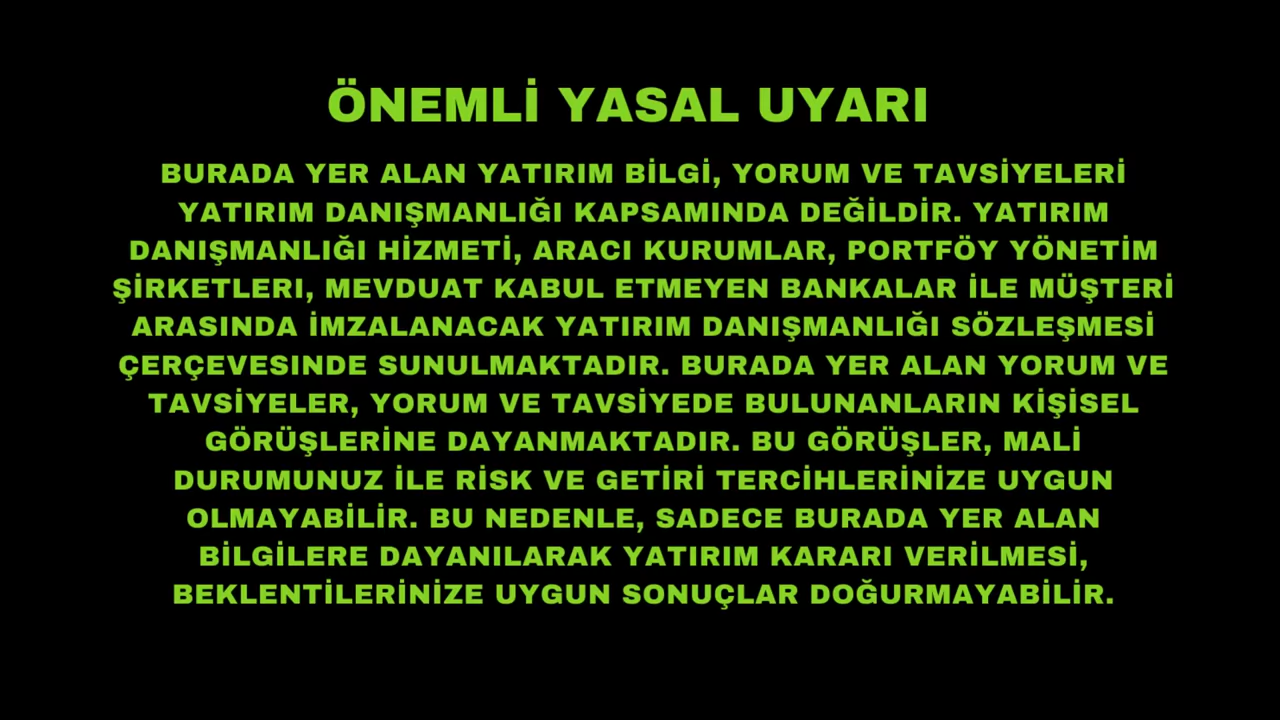 ÖNEMLİ YASAL UYARI
BURADA YER ALAN YATIRIM BİLGİ, YORUM VE TAVSİYELERİ
YATIRIM DANIŞMANLIĞI KAPSAMINDA DEĞİLDİR. YATIRIM
DANIŞMANLIĞI HİZMETİ, ARACI KURUMLAR, PORTFÖY YÖNETİM
ŞİRKETLERI, MEVDUAT KABUL ETMEYEN BANKALAR İLE MÜŞTERİ
ARASINDA İMZALANACAK YATIRIM DANIŞMANLIĞI SÖZLEŞMESİ
ÇERÇEVESINDE SUNULMAKTADIR. BURADA YER ALAN YORUM VE
TAVSİYELER, YORUM VE TAVSİYEDE BULUNANLARIN KİŞİSEL
GÖRÜŞLERİNE DAYANMAKTADIR. BU GÖRÜŞLER, MALİ
DURUMUNUZ İLE RİSK VE GETİRİ TERCİHLERİNİZE UYGUN
OLMAYABİLİR. BU NEDENLE, SADECE BURADA YER ALAN
BİLGİLERE DAYANILARAK YATIRIM KARARI VERİLMESİ,
BEKLENTİLERİNİZE UYGUN SONUÇLAR DOĞURMAYABİLİR.